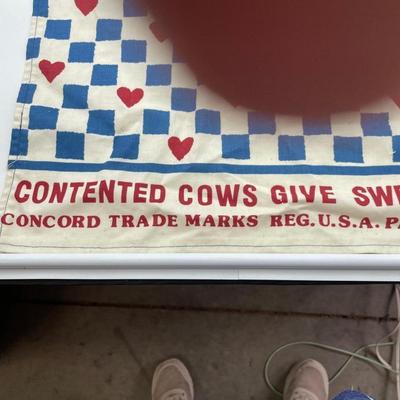 CONTENTED COWS GIVE SWE
CONCORD TRADE MARKS REG. U.S.A. PA